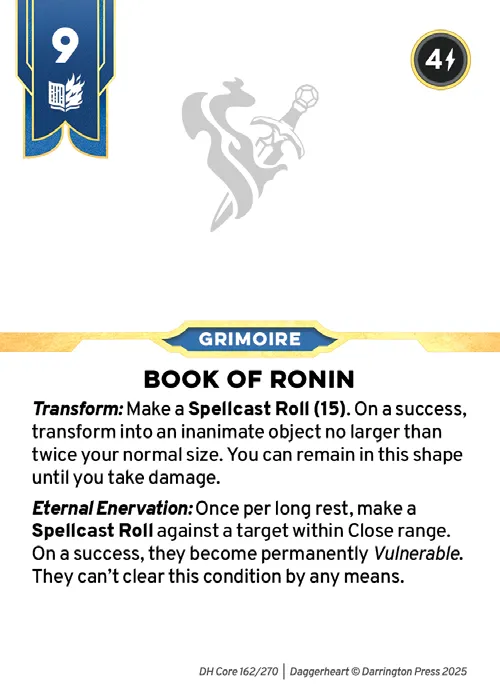 9
4
GRIMOIRE
BOOK OF RONIN
Transform: Make a Spellcast Roll (15). On a success,
transform into an inanimate object no larger than
twice your normal size. You can remain in this shape
until you take damage.
Eternal Enervation: Once per long rest, make a
Spellcast Roll against a target within Close range.
On a success, they become permanently Vulnerable.
They can’t clear this condition by any means.
DH Core 162/270 | Daggerheart © Darrington Press 2025